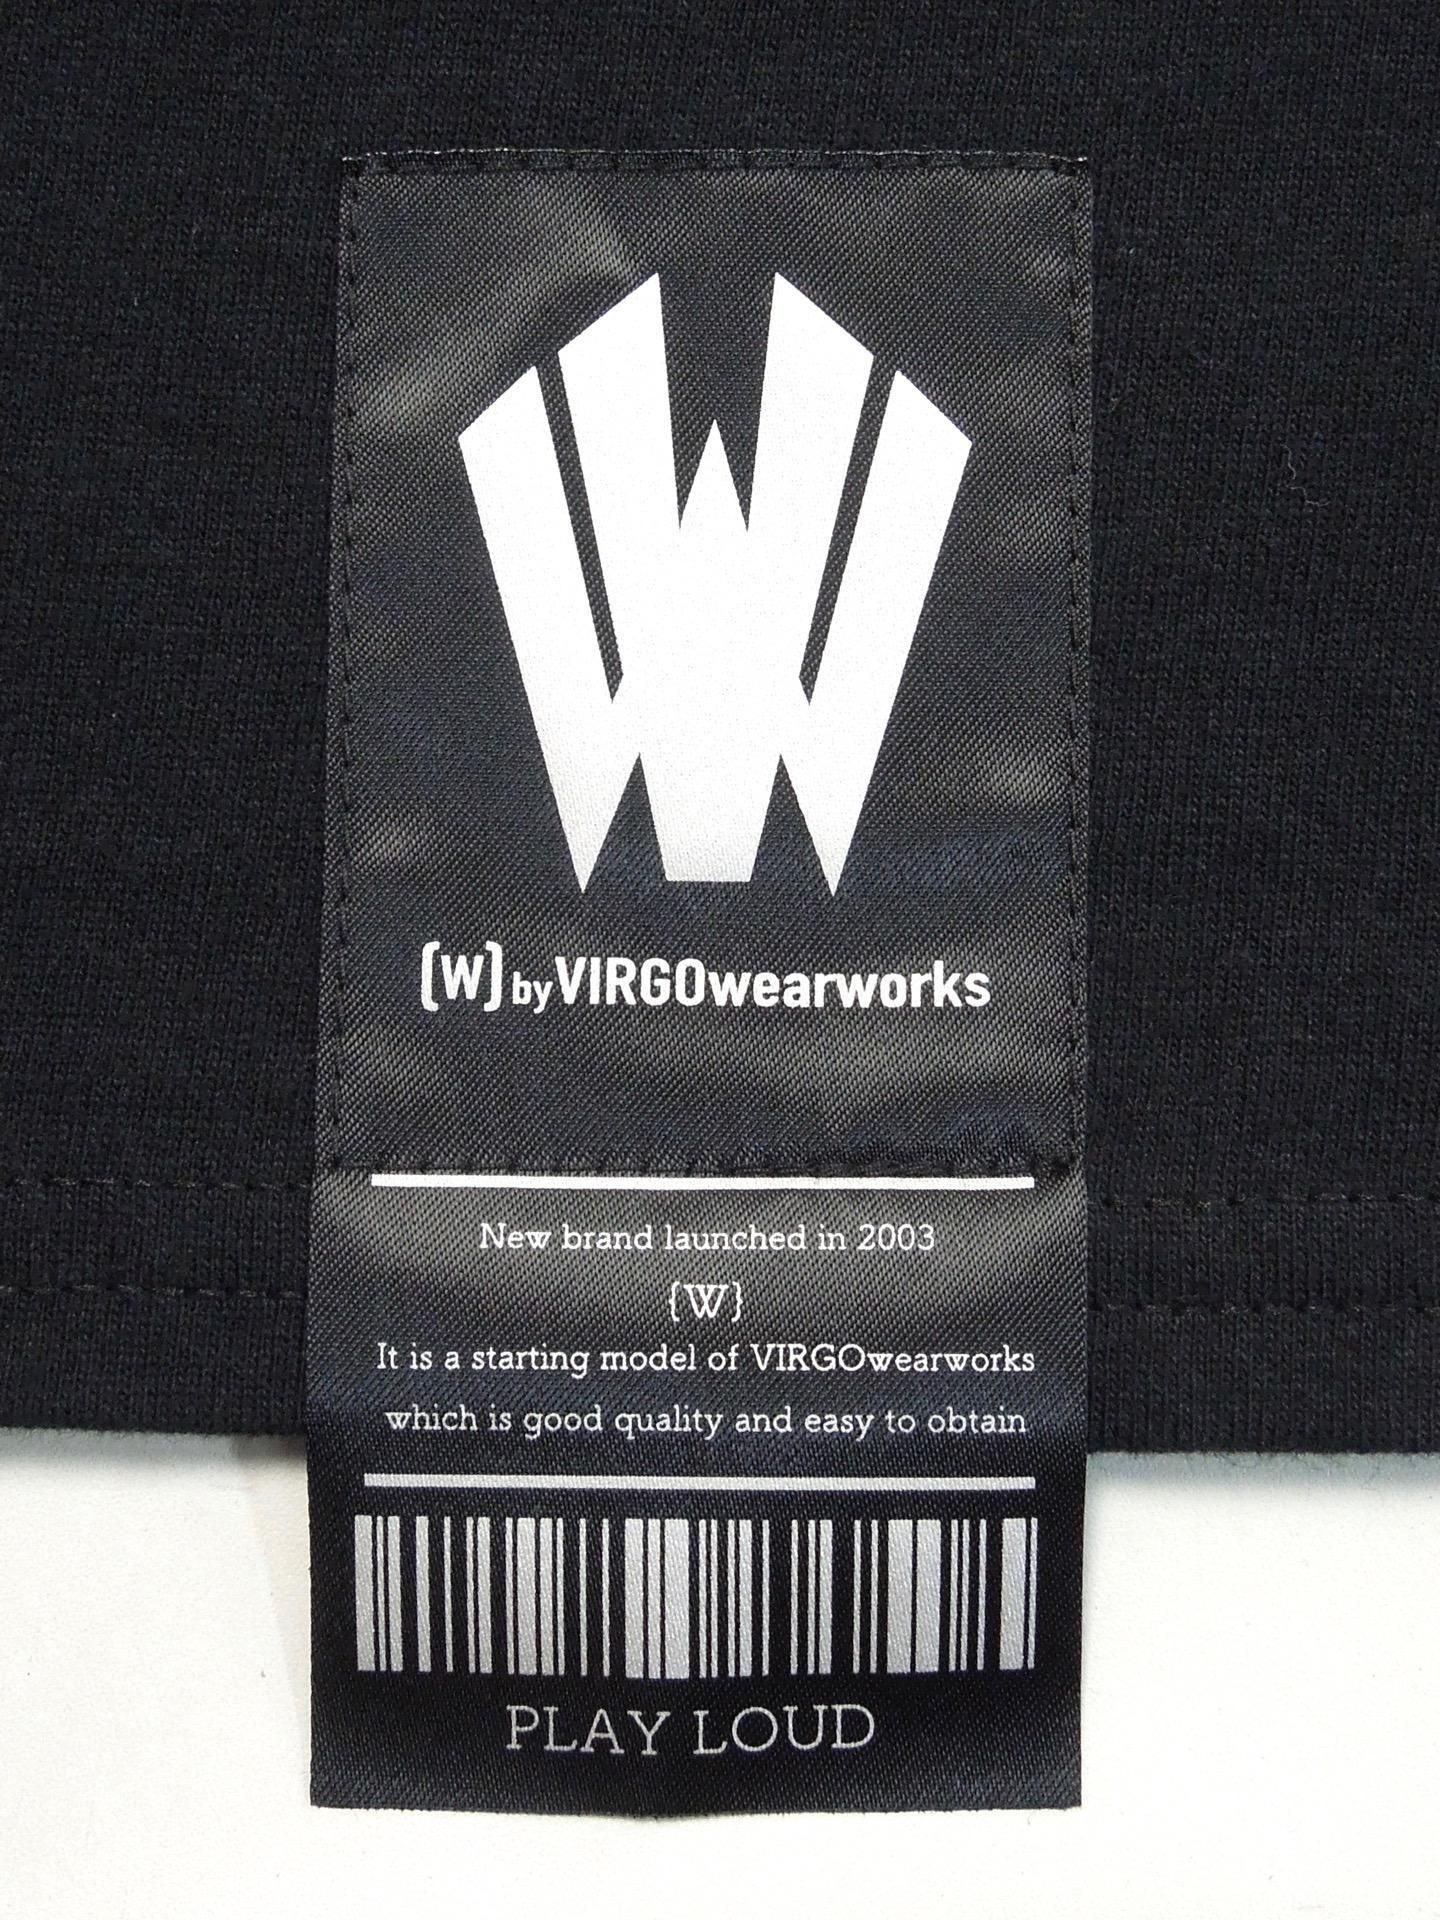 W
[W] by VIRGOwearworks
New brand launched in 2003
{W}
It is a starting model of VIRGOwearworks
which is good quality and easy to obtain
PLAY LOUD